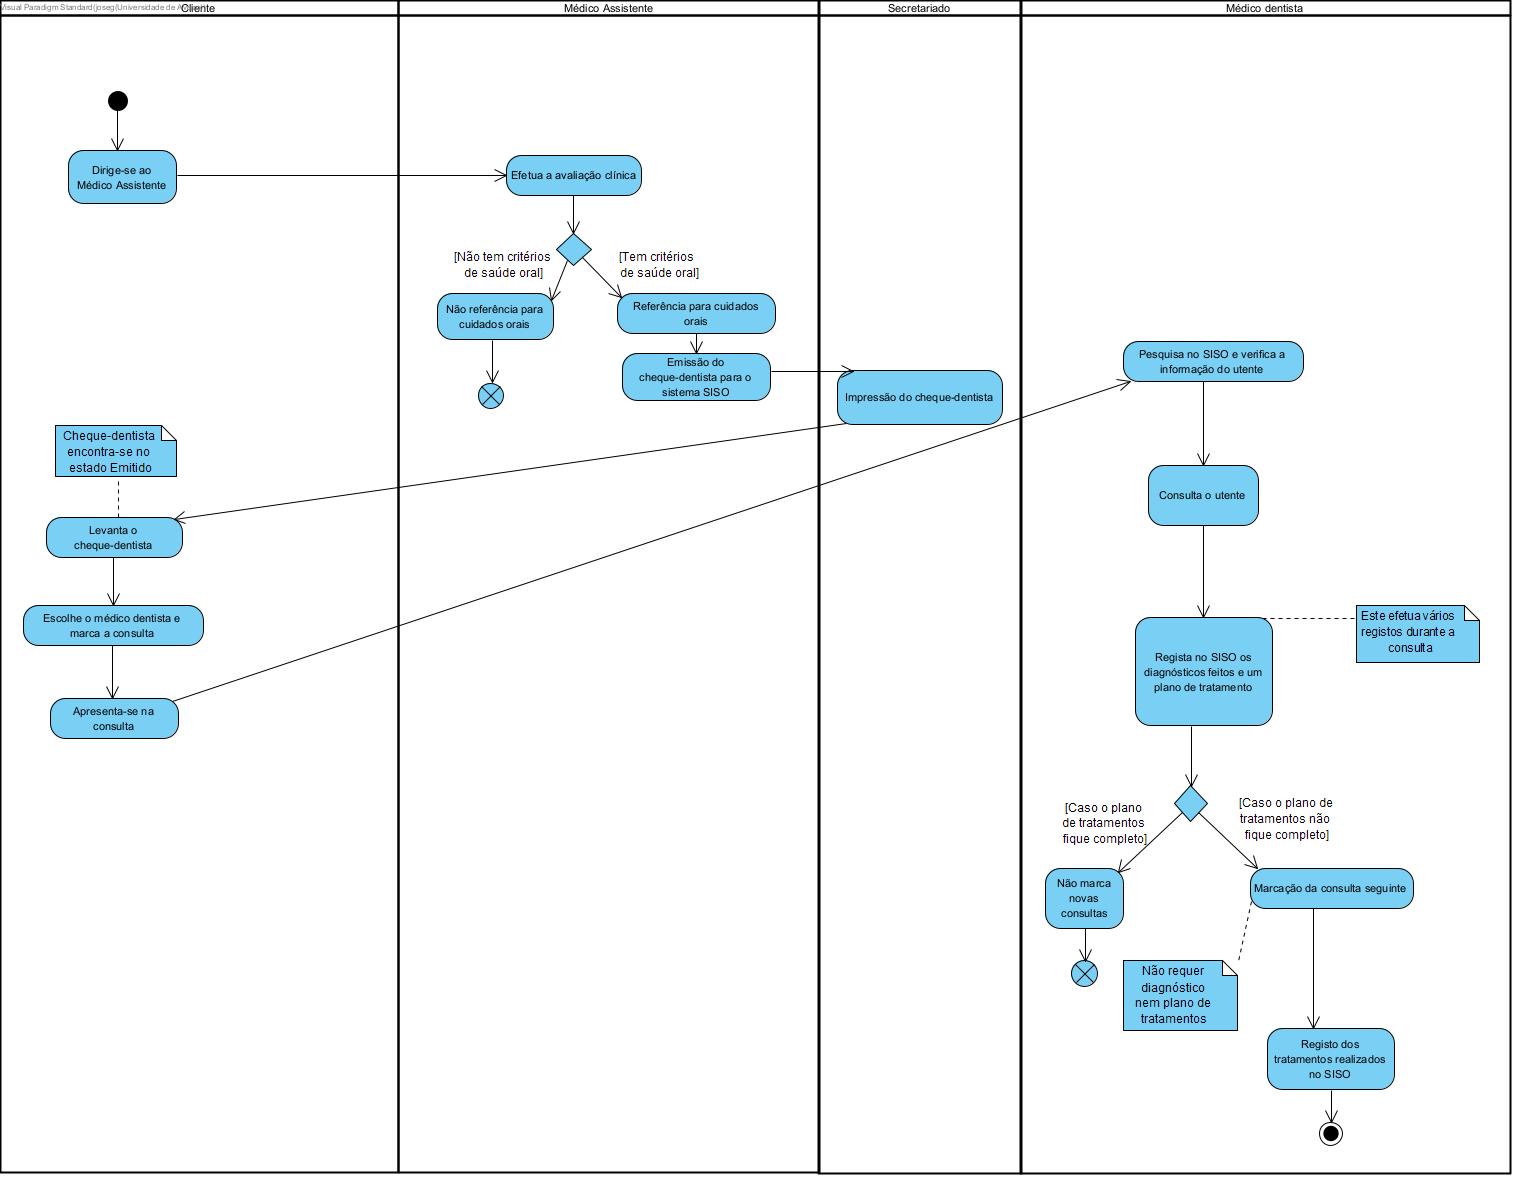 Visual Paradigm Standard(joseg(Universidade de A
Cliente
Médico Assistente
Secretariado
Médico dentista
Dirige-se ao
Médico Assistente
Efetua a avaliação clínica
[Não tem critérios
de saúde oral]
[Tem critérios
de saúde oral]
Não referência para
cuidados orais
Referência para cuidados
orais
Emissão do
cheque-dentista para o
sistema SISO
Impressão do cheque-dentista
Pesquisa no SISO e verifica a
informação do utente
Cheque-dentista
encontra-se no
estado Emitido
Levanta o
cheque-dentista
Escolhe o médico dentista e
marca a consulta
Apresenta-se na
consulta
Consulta o utente
Este efetua vários
registos durante a
consulta
Regista no SISO os
diagnósticos feitos e um
plano de tratamento
[Caso o plano
de tratamentos
fique completo]
[Caso o plano de
tratamentos não
fique completo]
Não marca
novas
consultas
Marcação da consulta seguinte
Não requer
diagnóstico
nem plano de
tratamentos
Registo dos
tratamentos realizados
no SISO